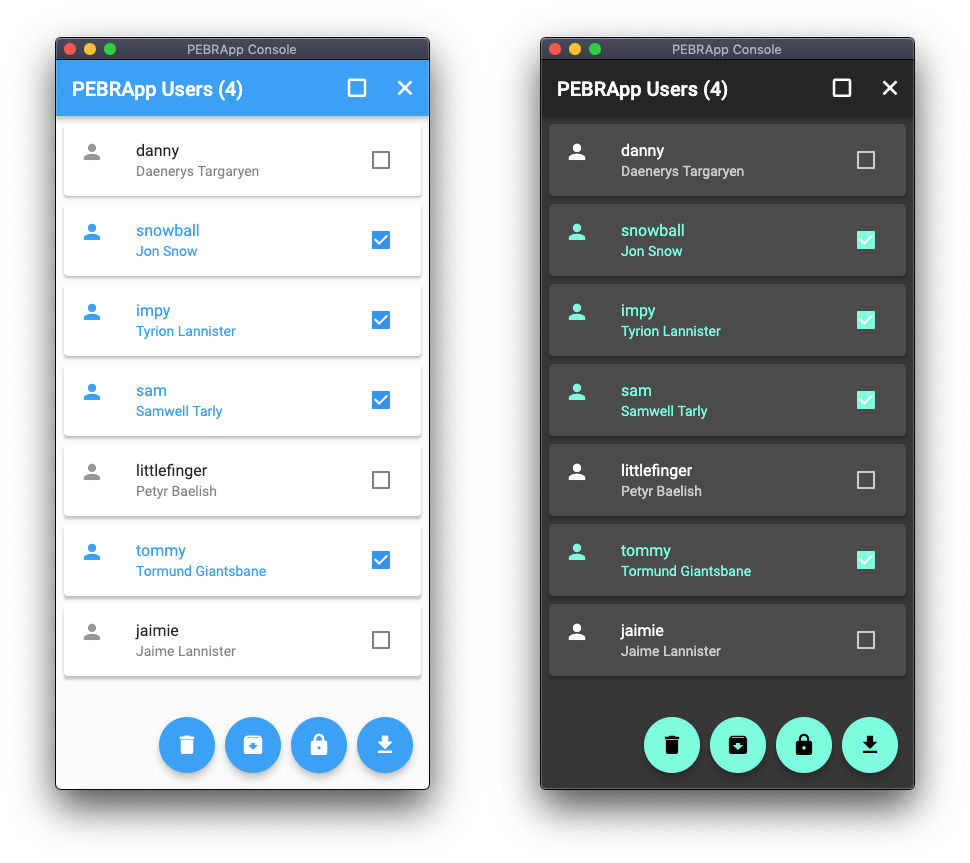 PEBRApp Console
PEBRApp Users (4)
danny
Daenerys Targaryen
snowball
Jon Snow
impy
Tyrion Lannister
sam
Samwell Tarly
littlefinger
Petyr Baelish
tommy
Tormund Giantsbane
jaimie
Jaime Lannister
PEBRApp Console
PEBRApp Users (4)
danny
Daenerys Targaryen
snowball
Jon Snow
impy
Tyrion Lannister
sam
Samwell Tarly
littlefinger
Petyr Baelish
tommy
Tormund Giantsbane
jaimie
Jaime Lannister